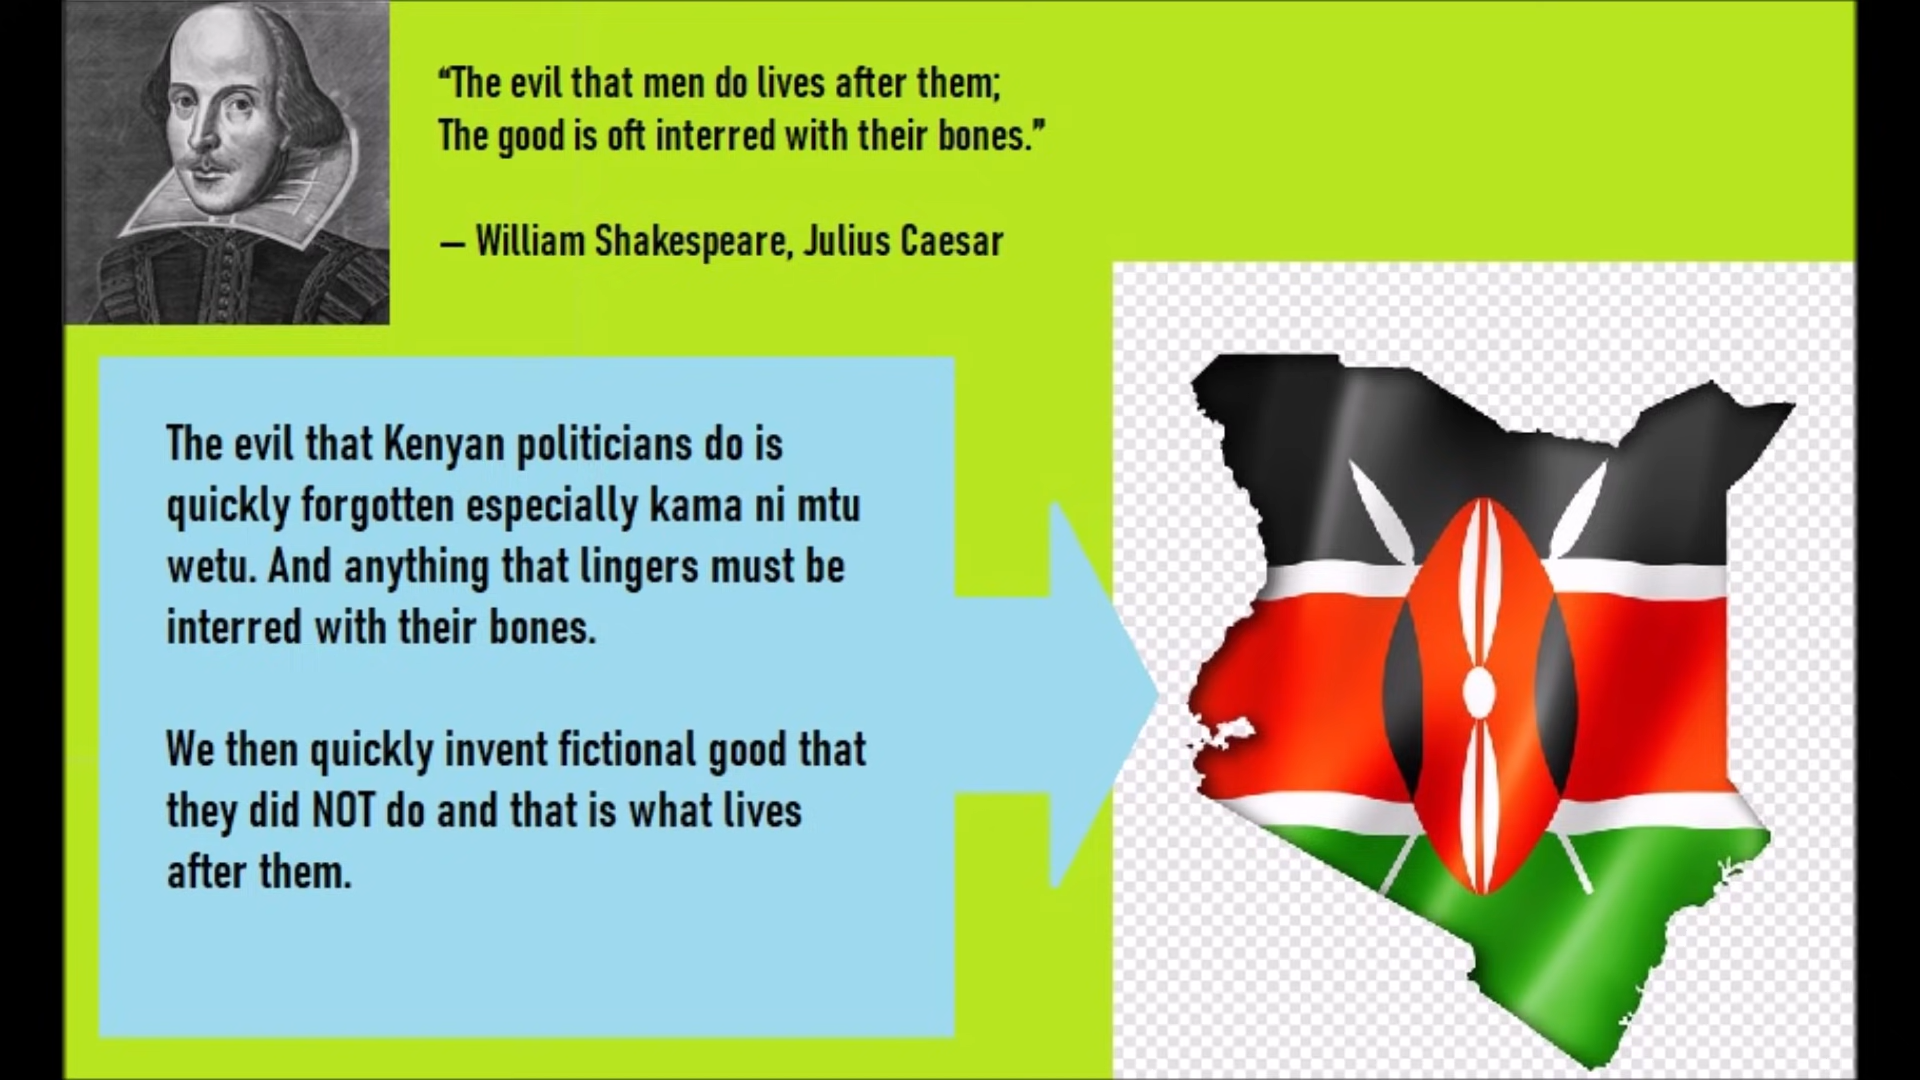 “The evil that men do lives after them;
The good is oft interred with their bones.”
– William Shakespeare, Julius Caesar
The evil that Kenyan politicians do is
quickly forgotten especially kama ni mtu
wetu. And anything that lingers must be
interred with their bones.
We then quickly invent fictional good that
they did NOT do and that is what lives
after them.